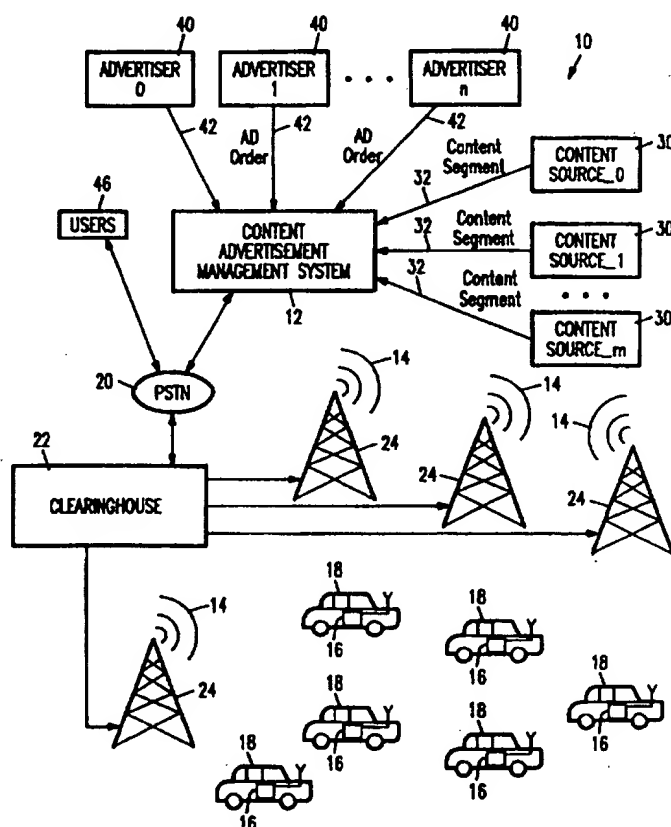 40 40 40
10
ADVERTISER 0
ADVERTISER 1
• • •
ADVERTISER n
42 42 42
AD Order
AD Order
Content Segment
30
CONTENT SOURCE_0
46
USERS
32
CONTENT ADVERTISEMENT MANAGEMENT SYSTEM
12
Content Segment
32
30
CONTENT SOURCE_1
Content Segment
32
• • •
30
CONTENT SOURCE_m
20
PSTN
14 14 14
22
CLEARINGHOUSE
24 24 24
14
24
18 16
18 16
18 16
18 16
18 16
18 16